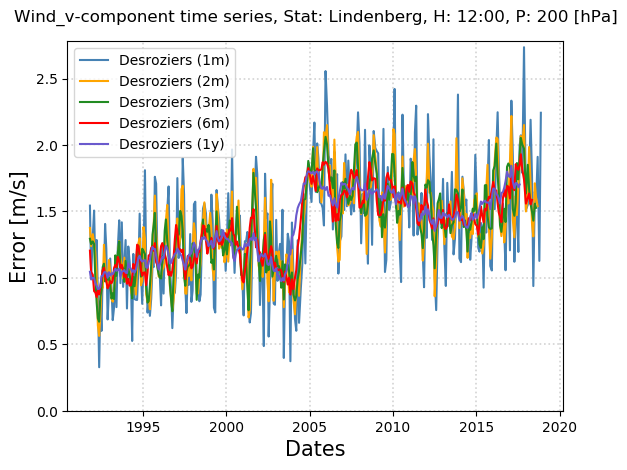 Wind_v-component time series, Stat: Lindenberg, H: 12:00, P: 200 [hPa]
Desroziers (1m)
Desroziers (2m)
Desroziers (3m)
Desroziers (6m)
Desroziers (1y)
Error [m/s]
2.5
2.0
1.5
1.0
0.5
0.0
1995 2000 2005 2010 2015 2020
Dates